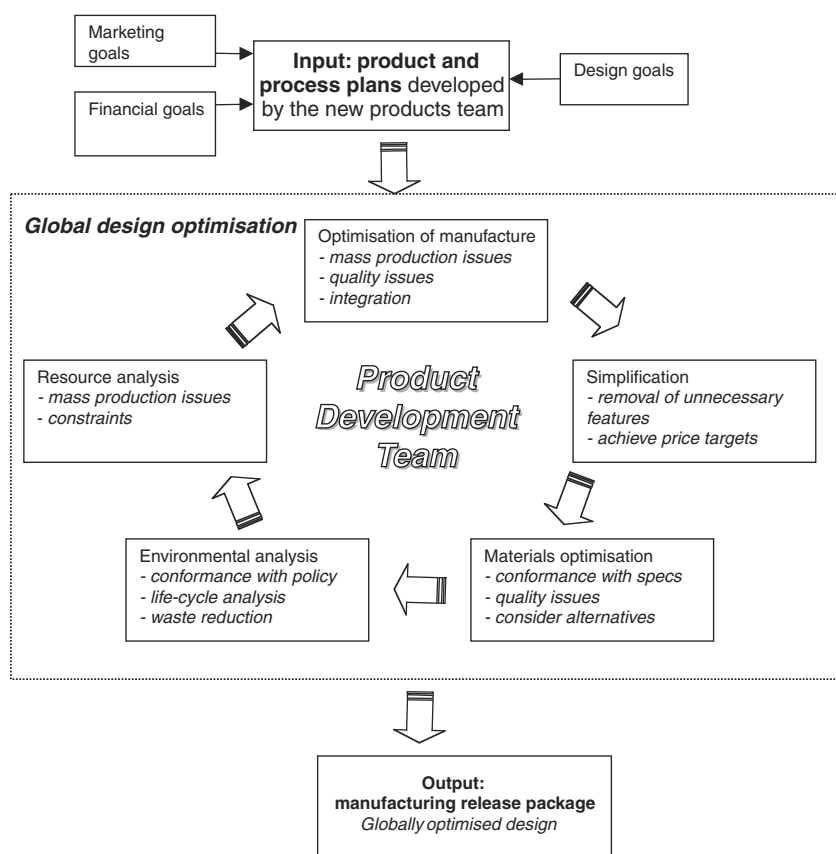 Marketing
goals
Financial goals
Input: product and
process plans developed
by the new products team
Design goals
Global design optimisation
Optimisation of manufacture
- mass production issues
- quality issues
- integration
Resource analysis
- mass production issues
- constraints
Product
Development
Team
Simplification
- removal of unnecessary
features
- achieve price targets
Environmental analysis
- conformance with policy
- life-cycle analysis
- waste reduction
Materials optimisation
- conformance with specs
- quality issues
- consider alternatives
Output:
manufacturing release package
Globally optimised design